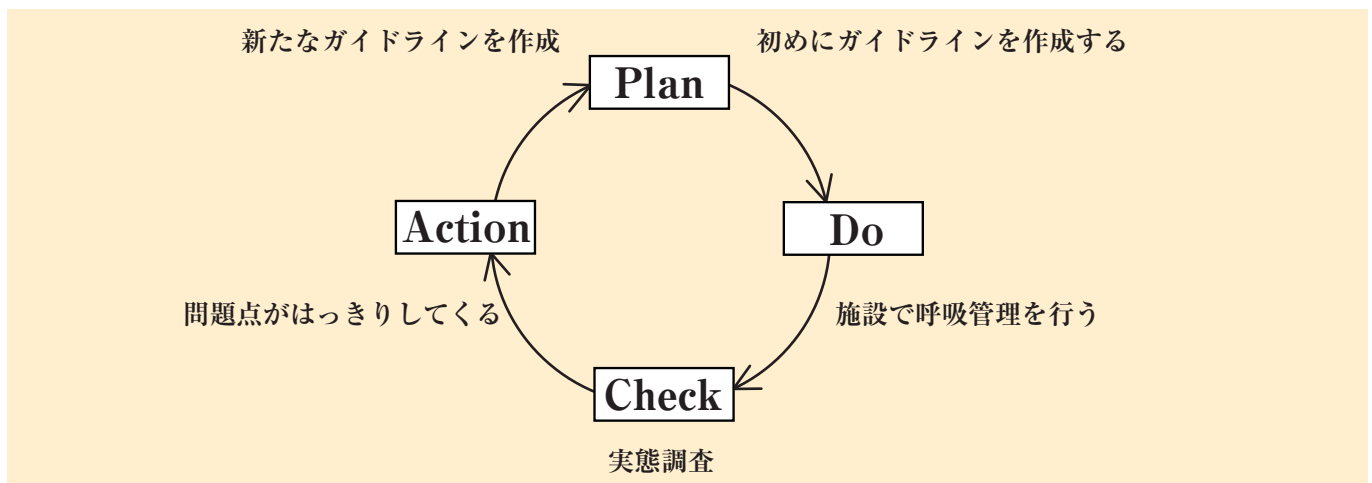 新たなガイドラインを作成
初めにガイドラインを作成する
Plan
Action
Do
問題点がはっきりしてくる
施設で呼吸管理を行う
Check
実態調査